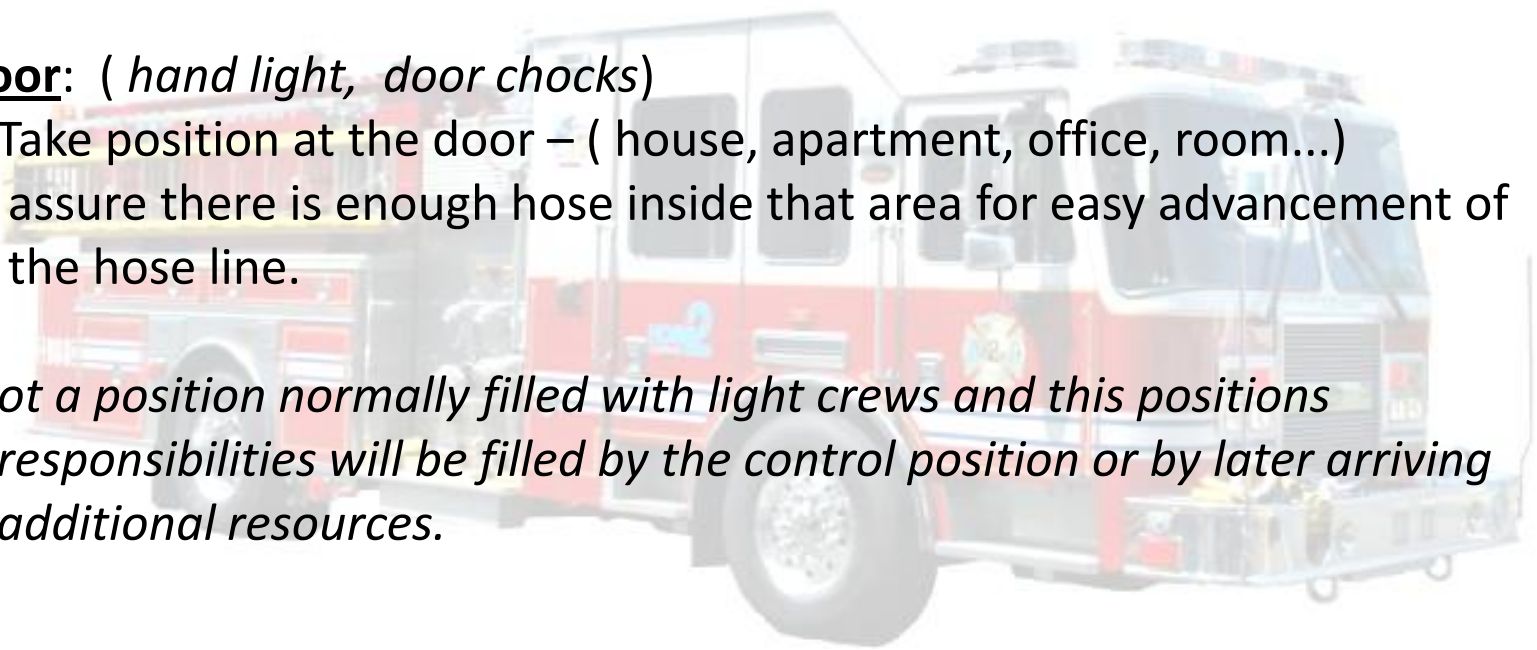 oor: ( hand light, door chocks)
Take position at the door – ( house, apartment, office, room...)
assure there is enough hose inside that area for easy advancement of
the hose line.
ot a position normally filled with light crews and this positions
responsibilities will be filled by the control position or by later arriving
additional resources.